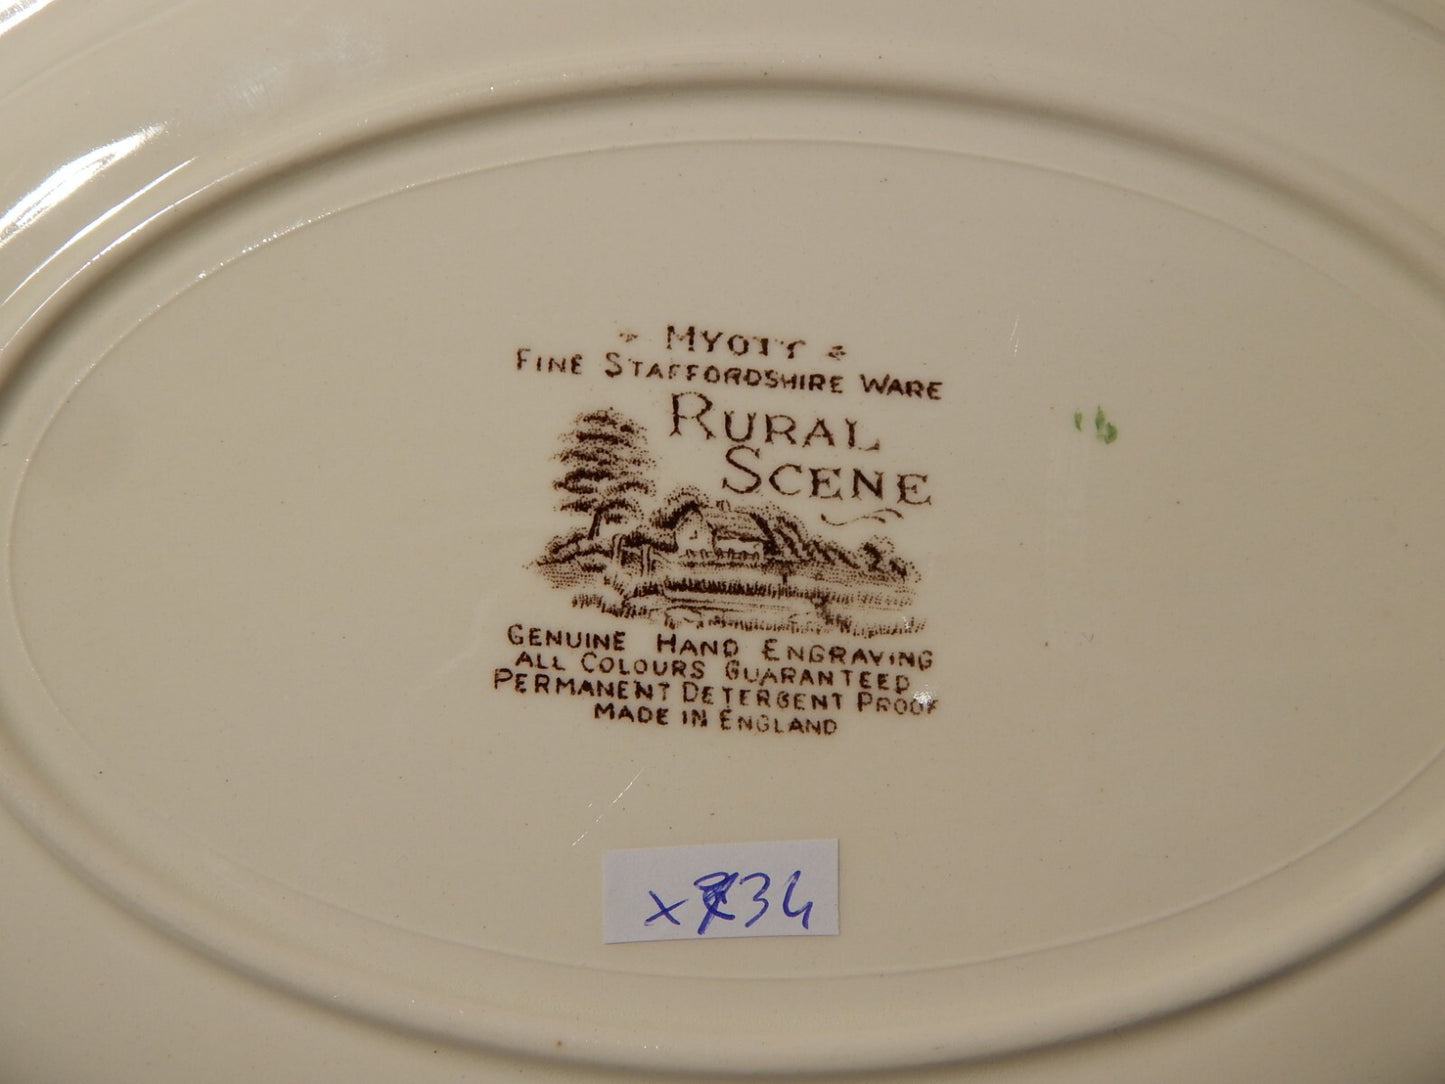 MYOTT
FINE STAFFORDSHIRE WARE
RURAL
SCENE
GENUINE HAND ENGRAVING
ALL COLOURS GUARANTEED
PERMANENT DETERGENT PROOF
MADE IN ENGLAND